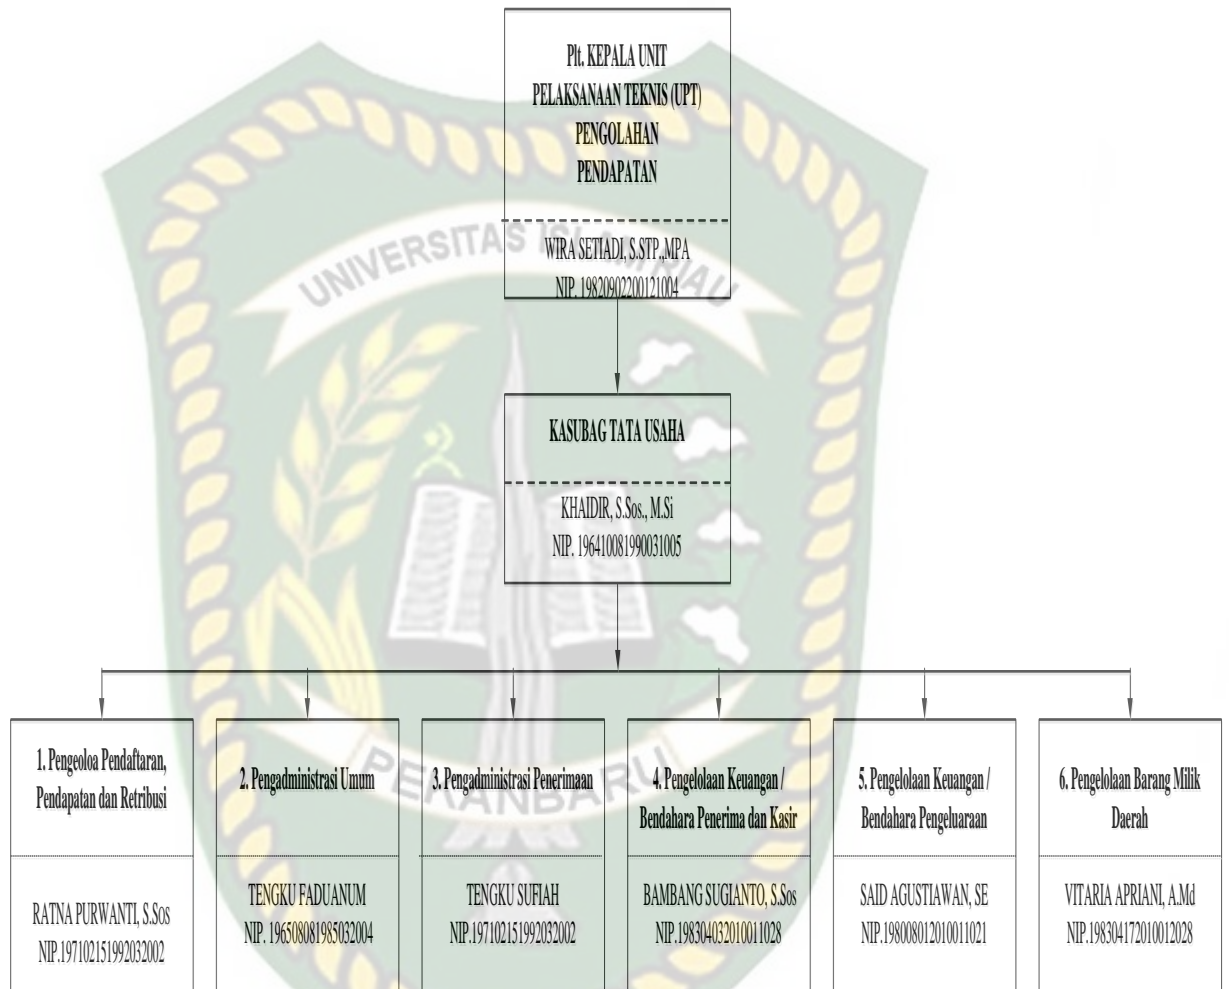 Plt. KEPALA UNIT
PELAKSANAAN TEKNIS (UPT)
PENGOLAHAN
PENDAPATAN
WIRA SETIADI, S.STP.,MPA
NIP. 19820902200121004
UNIVERSITAS ISLAM RIAU
KASUBAG TATA USAHA
KHAIDIR, S.Sos., M.Si
NIP. 196410081990031005
1. Pengeoloa Pendaftaran,
Pendapatan dan Retribusi
RATNA PURWANTI, S.Sos
NIP.197102151992032002
2. Pengadministrasi Umum
TENGKU FADUANUM
NIP. 196508081985032004
3. Pengadministrasi Penerimaan
TENGKU SUFIAH
NIP.197102151992032002
4. Pengelolaan Keuangan /
Bendahara Penerima dan Kasir
BAMBANG SUGIANTO, S.Sos
NIP.198304032010011028
5. Pengelolaan Keuangan /
Bendahara Pengeluaraan
SAID AGUSTIAWAN, SE
NIP.198008012010011021
6. Pengelolaan Barang Milik
Daerah
VITARIA APRIANI, A.Md
NIP.198304172010012028
PEKANBARU